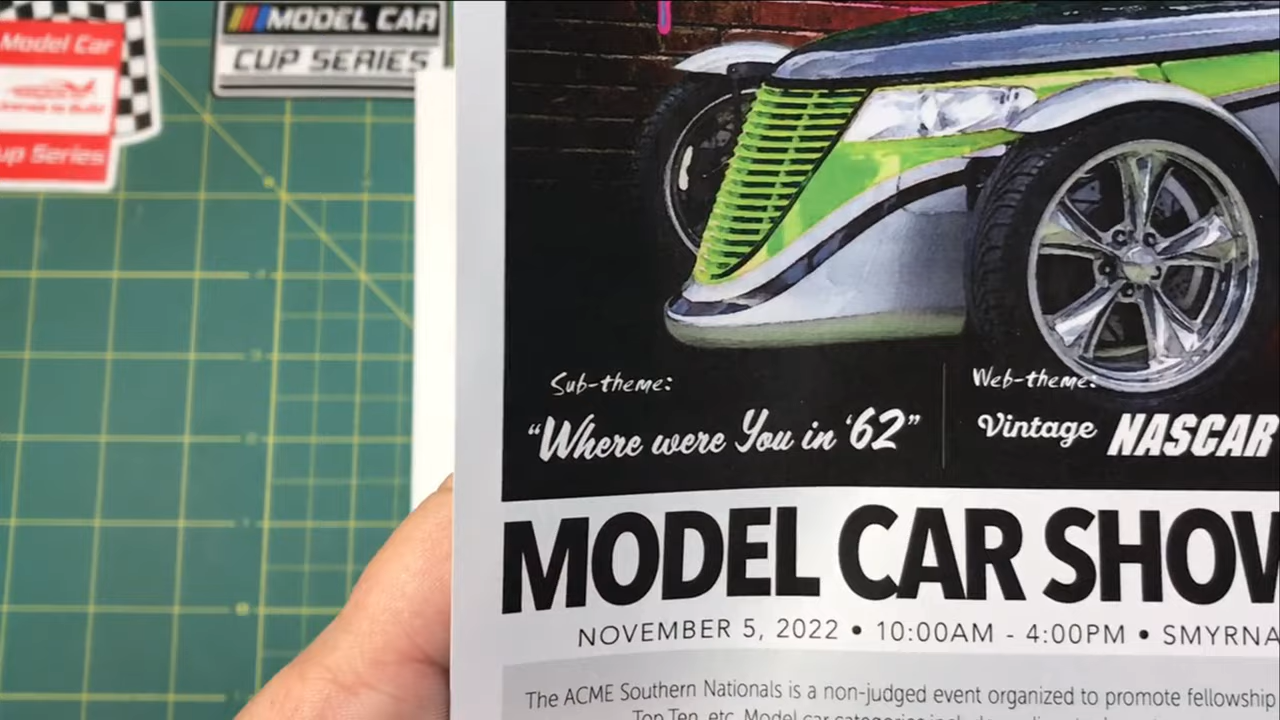 MODEL CAR
CUP SERIES
Model Car
up Series
Sub-theme:
"Where were You in '62"
Web-theme:
Vintage NASCAR
MODEL CAR SHOW
NOVEMBER 5, 2022 • 10:00AM - 4:00PM • SMYRNA
The ACME Southern Nationals is a non-judged event organized to promote fellowship
Top Ten, etc. Model car categories